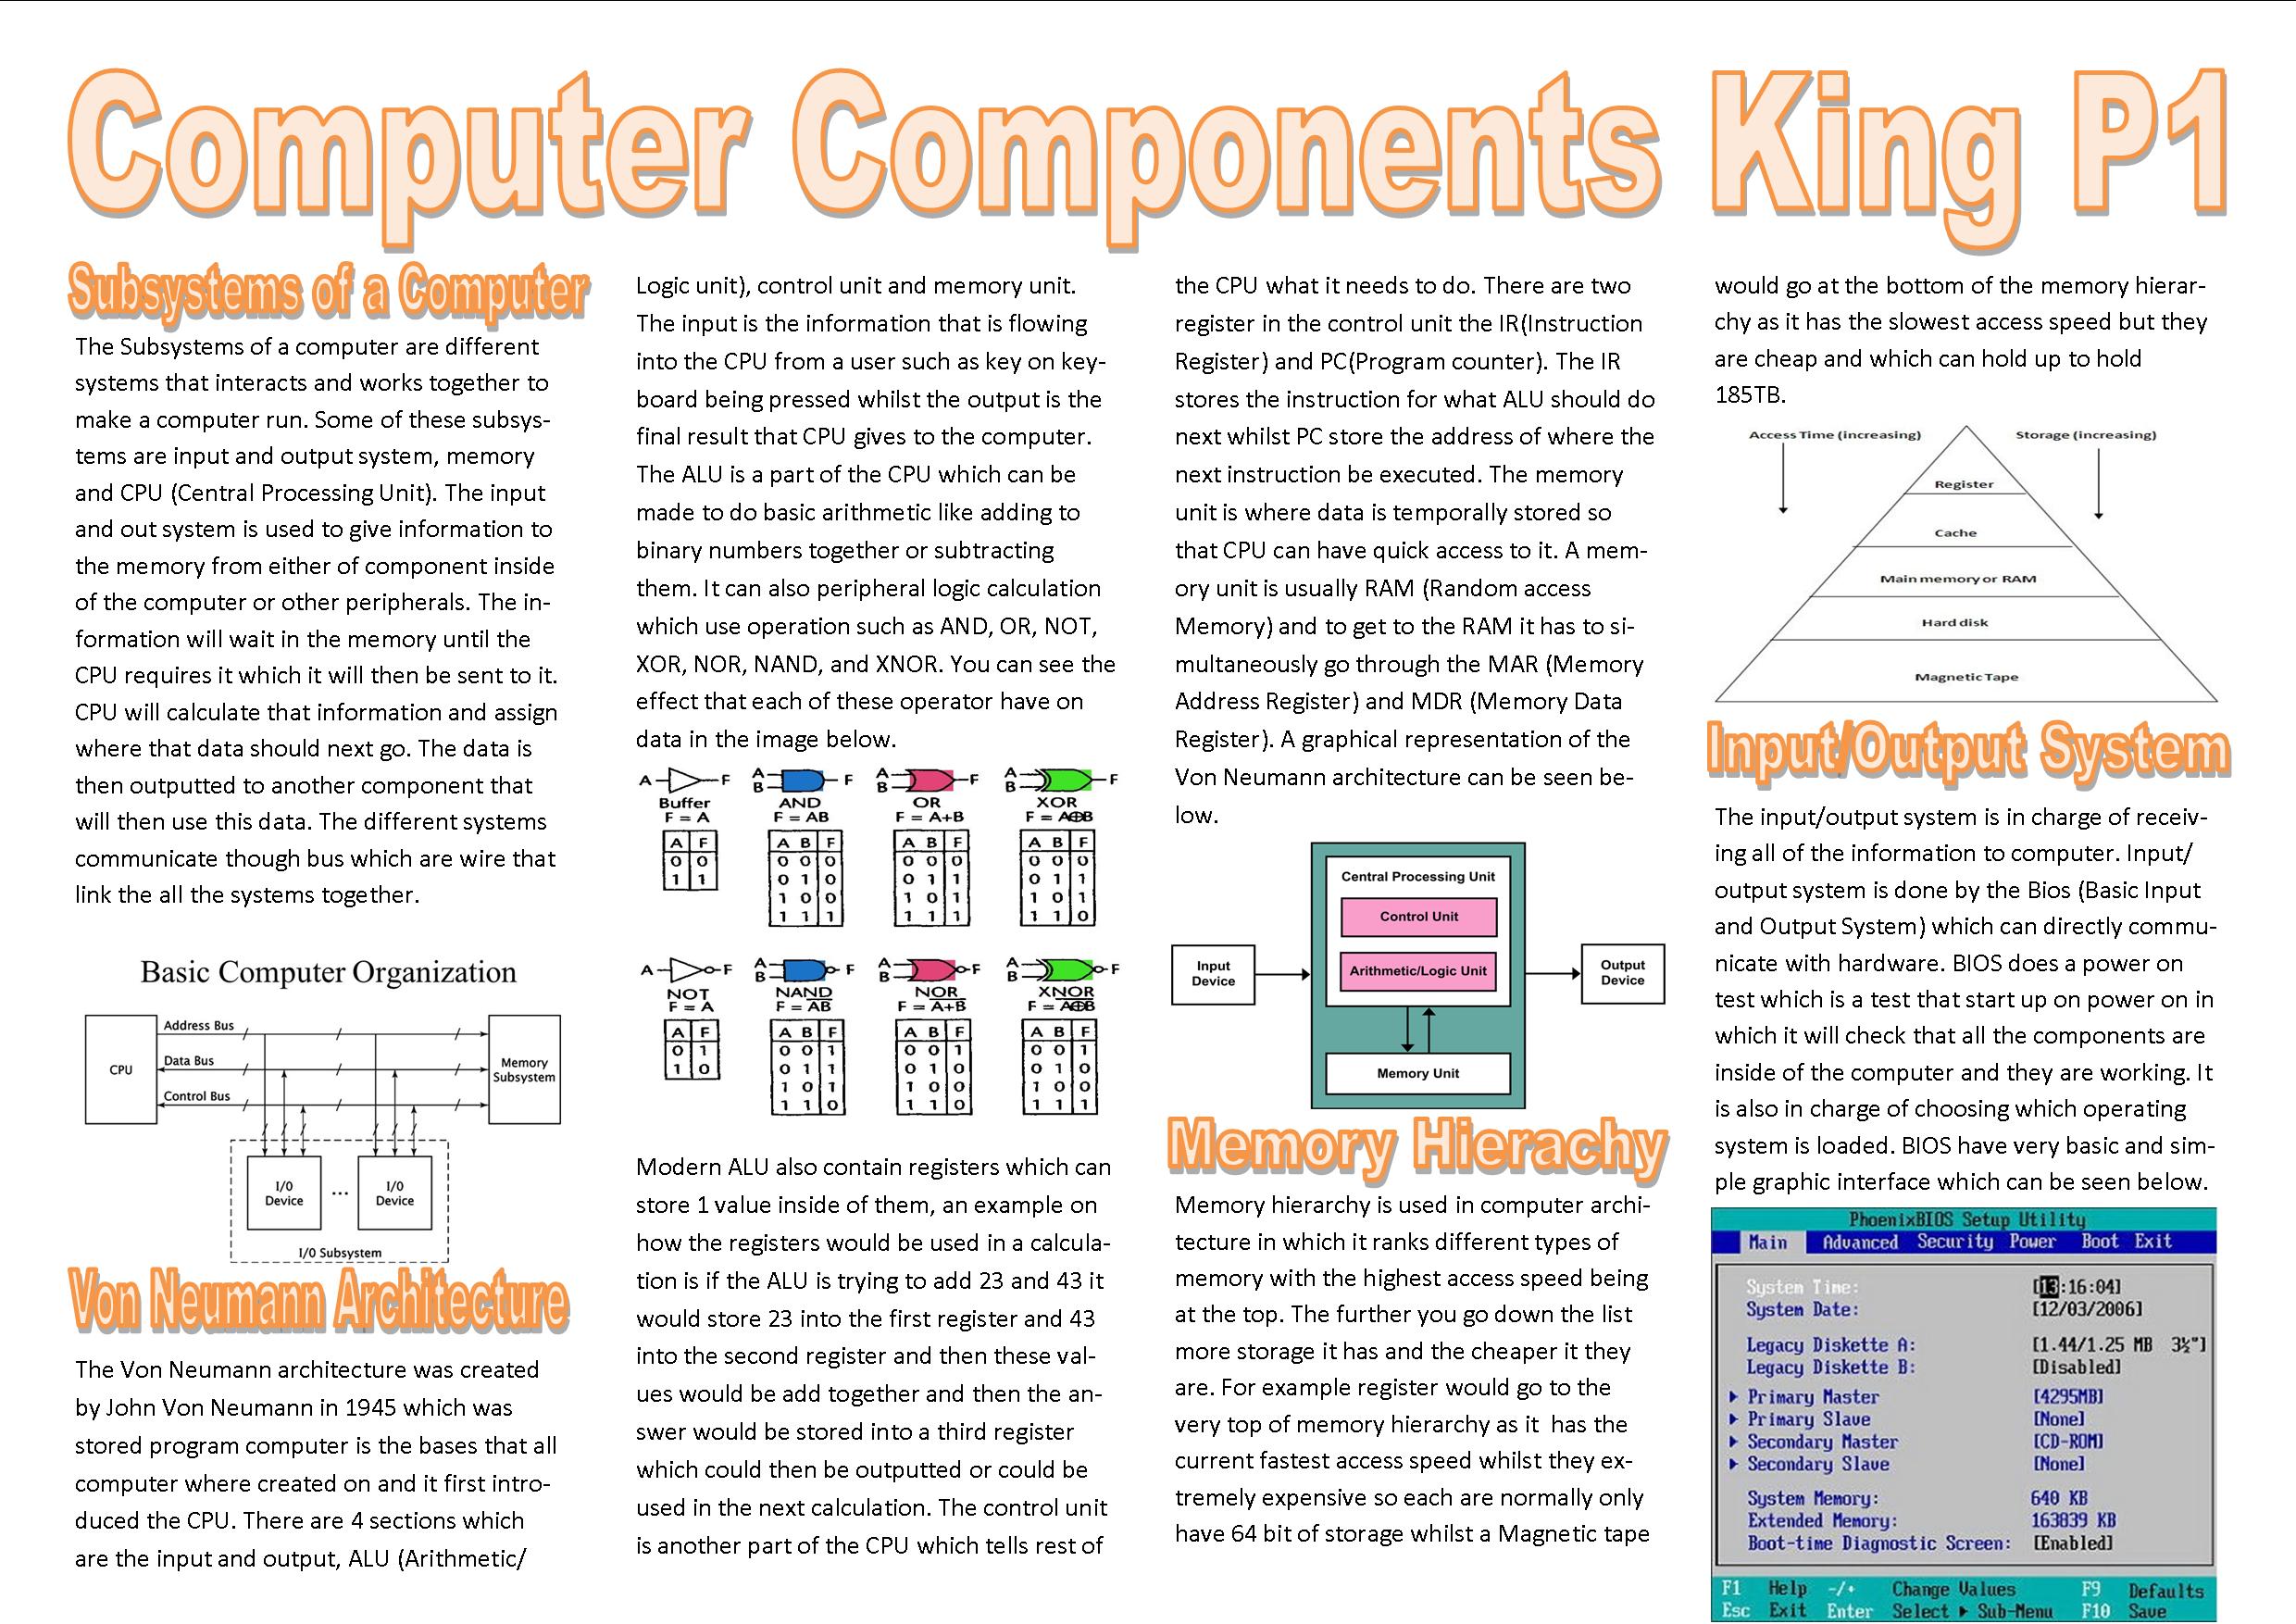 Computer Components King P1
Subsystems of a Computer
The Subsystems of a computer are different
systems that interacts and works together to
make a computer run. Some of these subsys-
tems are input and output system, memory
and CPU (Central Processing Unit). The input
and out system is used to give information to
the memory from either of component inside
of the computer or other peripherals. The in-
formation will wait in the memory until the
CPU requires it which it will then be sent to it.
CPU will calculate that information and assign
where that data should next go. The data is
then outputted to another component that
will then use this data. The different systems
communicate though bus which are wire that
link the all the systems together.
Basic Computer Organization
Address Bus
Data Bus
Control Bus
CPU
Memory
Subsystem
I/O
Device
...
I/O
Device
I/O Subsystem
Von Neumann Architecture
The Von Neumann architecture was created
by John Von Neumann in 1945 which was
stored program computer is the bases that all
computer where created on and it first intro-
duced the CPU. There are 4 sections which
are the input and output, ALU (Arithmetic/
Logic unit), control unit and memory unit.
The input is the information that is flowing
into the CPU from a user such as key on key-
board being pressed whilst the output is the
final result that CPU gives to the computer.
The ALU is a part of the CPU which can be
made to do basic arithmetic like adding to
binary numbers together or subtracting
them. It can also peripheral logic calculation
which use operation such as AND, OR, NOT,
XOR, NOR, NAND, and XNOR. You can see the
effect that each of these operator have on
data in the image below.
A F
Buffer
F = A
A F
0 0
1 1
A B F
AND
F = AB
A B F
0 0 0
0 1 0
1 0 0
1 1 1
A B F
OR
F = A+B
A B F
0 0 0
0 1 1
1 0 1
1 1 1
A B F
XOR
F = A⊕B
A B F
0 0 0
0 1 1
1 0 1
1 1 0
A F
NOT
F = A
A F
0 1
1 0
A B F
NAND
F = A̅B̅
A B F
0 0 1
0 1 1
1 0 1
1 1 0
A B F
NOR
F = A̅+̅B̅
A B F
0 0 1
0 1 0
1 0 0
1 1 0
A B F
XNOR
F = A̅⊕̅B̅
A B F
0 0 1
0 1 0
1 0 0
1 1 1
Modern ALU also contain registers which can
store 1 value inside of them, an example on
how the registers would be used in a calcula-
tion is if the ALU is trying to add 23 and 43 it
would store 23 into the first register and 43
into the second register and then these val-
ues would be add together and then the an-
swer would be stored into a third register
which could then be outputted or could be
used in the next calculation. The control unit
is another part of the CPU which tells rest of
the CPU what it needs to do. There are two
register in the control unit the IR(Instruction
Register) and PC(Program counter). The IR
stores the instruction for what ALU should do
next whilst PC store the address of where the
next instruction be executed. The memory
unit is where data is temporally stored so
that CPU can have quick access to it. A mem-
ory unit is usually RAM (Random access
Memory) and to get to the RAM it has to si-
multaneously go through the MAR (Memory
Address Register) and MDR (Memory Data
Register). A graphical representation of the
Von Neumann architecture can be seen be-
low.
Central Processing Unit
Control Unit
Arithmetic/Logic Unit
Input
Device
Output
Device
Memory Unit
Memory Hierachy
Memory hierarchy is used in computer archi-
tecture in which it ranks different types of
memory with the highest access speed being
at the top. The further you go down the list
more storage it has and the cheaper it they
are. For example register would go to the
very top of memory hierarchy as it has the
current fastest access speed whilst they ex-
tremely expensive so each are normally only
have 64 bit of storage whilst a Magnetic tape
would go at the bottom of the memory hierar-
chy as it has the slowest access speed but they
are cheap and which can hold up to hold
185TB.
Access Time (increasing)
Storage (increasing)
Register
Cache
Main memory or RAM
Hard disk
Magnetic Tape
Input/Output System
The input/output system is in charge of receiv-
ing all of the information to computer. Input/
output system is done by the Bios (Basic Input
and Output System) which can directly commu-
nicate with hardware. BIOS does a power on
test which is a test that start up on power on in
which it will check that all the components are
inside of the computer and they are working. It
is also in charge of choosing which operating
system is loaded. BIOS have very basic and sim-
ple graphic interface which can be seen below.
PhoenixBIOS Setup Utility
Main Advanced Security Power Boot Exit
System Time: [13:16:04]
System Date: [12/03/2006]
Legacy Diskette A: [1.44/1.25 MB 3½"]
Legacy Diskette B: [Disabled]
Primary Master [4295MB]
Primary Slave [None]
Secondary Master [CD-ROM]
Secondary Slave [None]
System Memory: 640 KB
Extended Memory: 163839 KB
Boot-time Diagnostic Screen: [Enabled]
F1 Help -/+ Change Values F9 Defaults
Esc Exit Enter Select ▶ Sub-Menu F10 Save